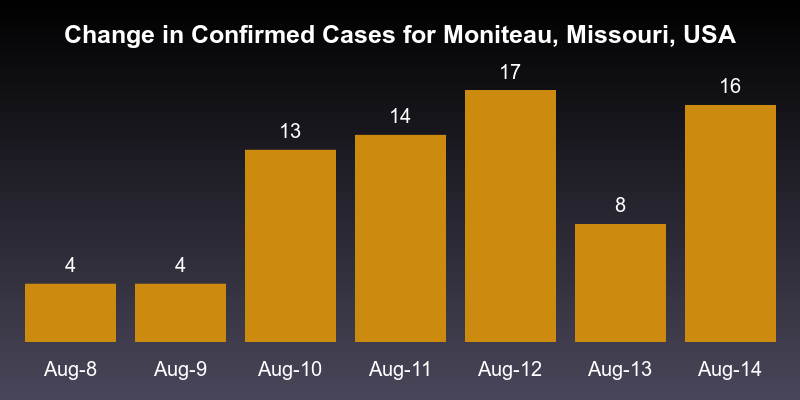 Change in Confirmed Cases for Moniteau, Missouri, USA
4
4
13
14
17
8
16
Aug-8
Aug-9
Aug-10
Aug-11
Aug-12
Aug-13
Aug-14